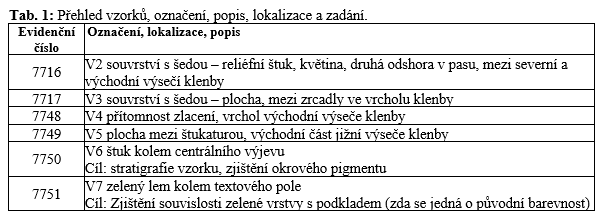 Tab. 1: Přehled vzorků, označení, popis, lokalizace a zadání.
Evidenční číslo
Označení, lokalizace, popis
7716
V2 souvrství s šedou – reliéfní štuk, květina, druhá odshora v pasu, mezi severní a
východní výsečí klenby
7717
V3 souvrství s šedou – plocha, mezi zrcadly ve vrcholu klenby
7748
V4 přítomnost zlacení, vrchol východní výseče klenby
7749
V5 plocha mezi štukaturou, východní část jižní výseče klenby
7750
V6 štuk kolem centrálního výjevu
Cíl: stratigrafie vzorku, zjištění okrového pigmentu
7751
V7 zelený lem kolem textového pole
Cíl: Zjištění souvislosti zelené vrstvy s podkladem (zda se jedná o původní barevnost)